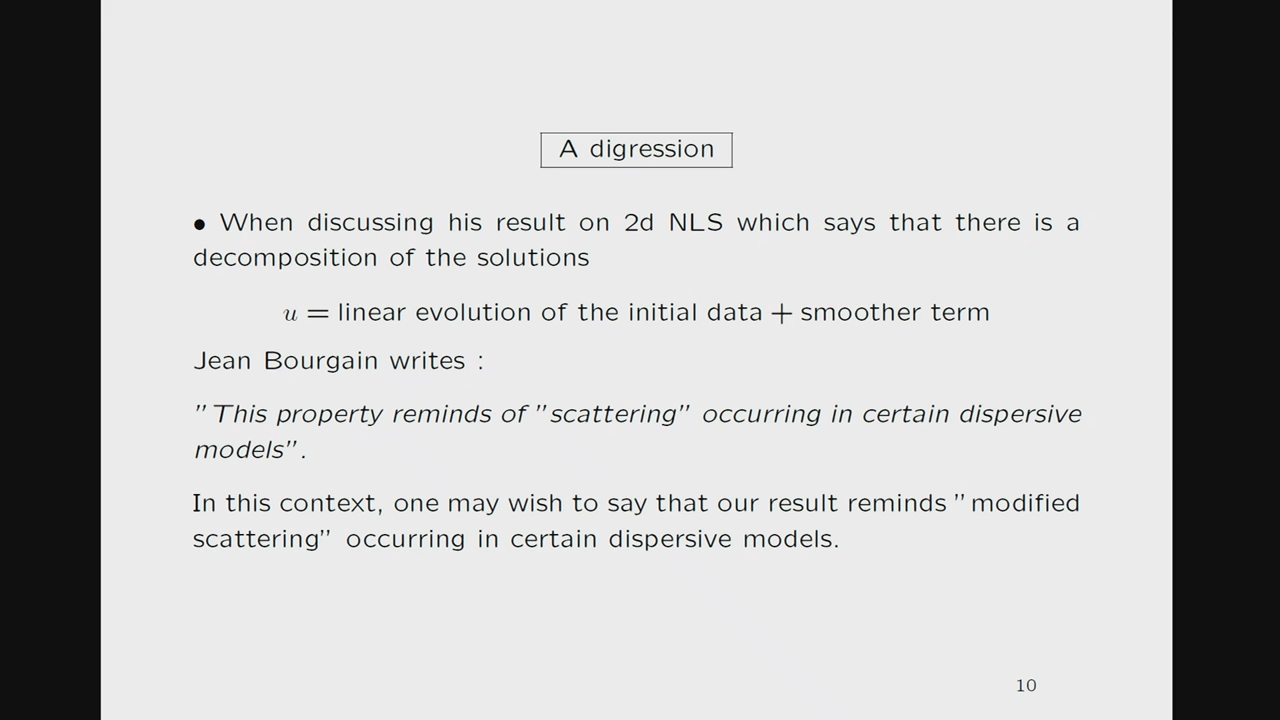 A digression
• When discussing his result on 2d NLS which says that there is a
decomposition of the solutions
u = linear evolution of the initial data + smoother term
Jean Bourgain writes :
"This property reminds of "scattering" occurring in certain dispersive
models".
In this context, one may wish to say that our result reminds "modified
scattering" occurring in certain dispersive models.
10